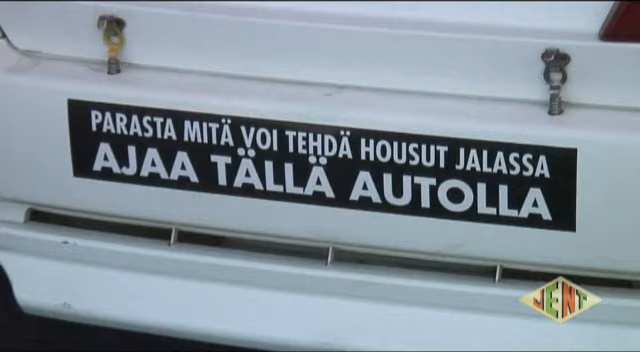 PARASTA MITÄ VOI TEHDÄ HOUSUT JALASSA
AJAA TÄLLÄ AUTOLLA
JENT